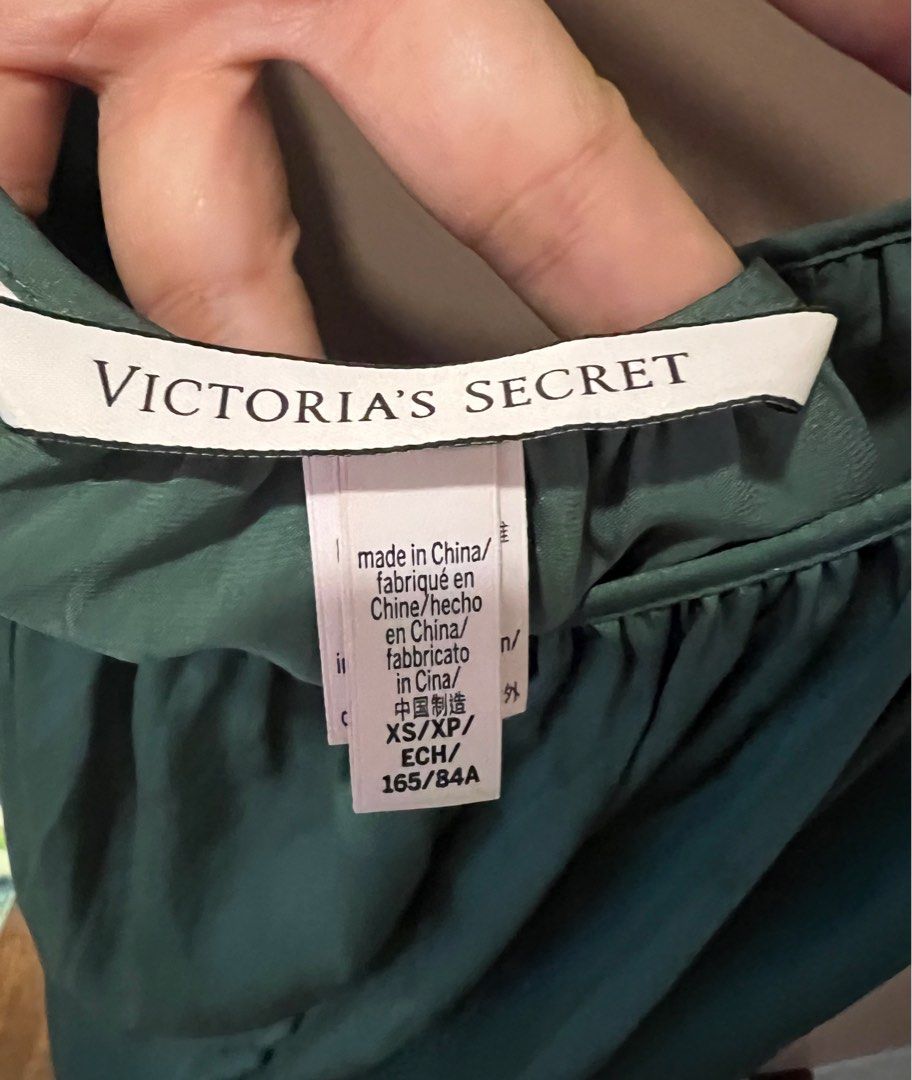 VICTORIA'S SECRET
made in China/
fabriqué en
Chine/hecho
en China/
fabbricato
in Cina/
中国制造
XS/XP/
ECH/
165/84A
n/
外